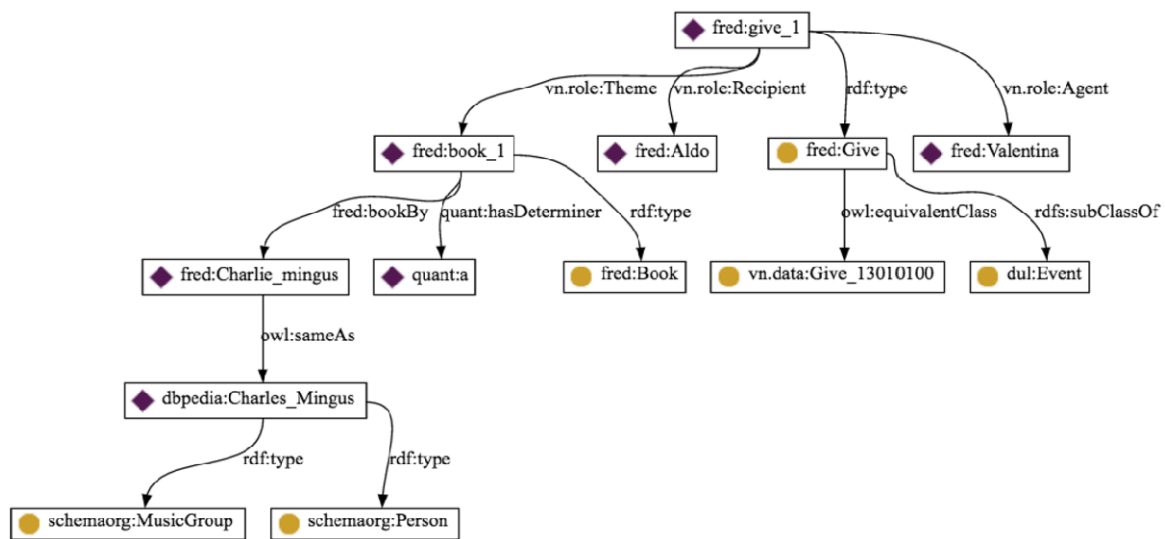 fred:give_1
vn.role:Theme
vn.role:Recipient
rdf:type
vn.role:Agent
fred:book_1
fred:Aldo
fred:Give
fred:Valentina
fred:bookBy
quant:hasDeterminer
rdf:type
owl:equivalentClass
rdfs:subClassOf
fred:Charlie_mingus
quant:a
fred:Book
vn.data:Give_13010100
dul:Event
owl:sameAs
dbpedia:Charles_Mingus
rdf:type
rdf:type
schemaorg:MusicGroup
schemaorg:Person